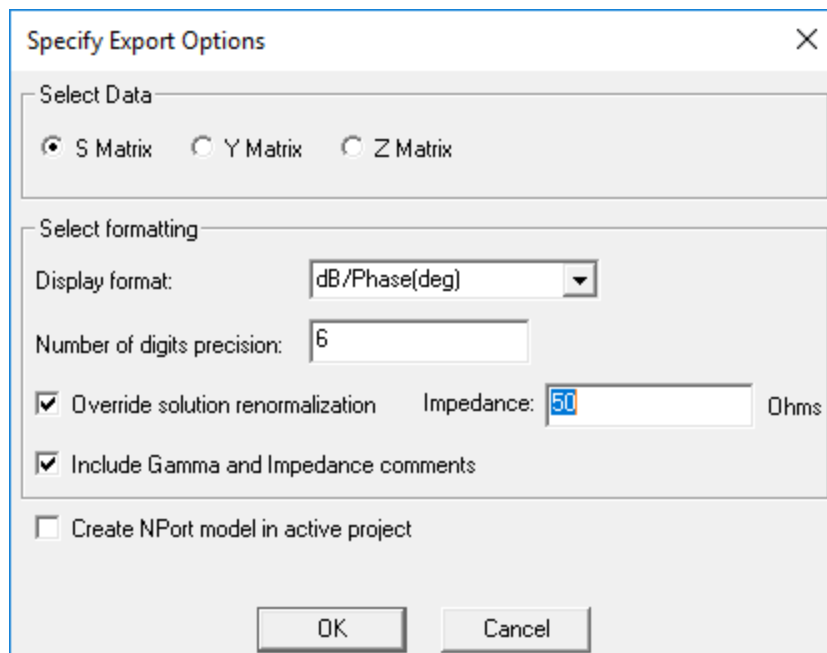 Specify Export Options
Select Data
S Matrix Y Matrix Z Matrix
Select formatting
Display format: dB/Phase(deg)
Number of digits precision: 6
Override solution renormalization Impedance: 50 Ohms
Include Gamma and Impedance comments
Create NPort model in active project
OK Cancel